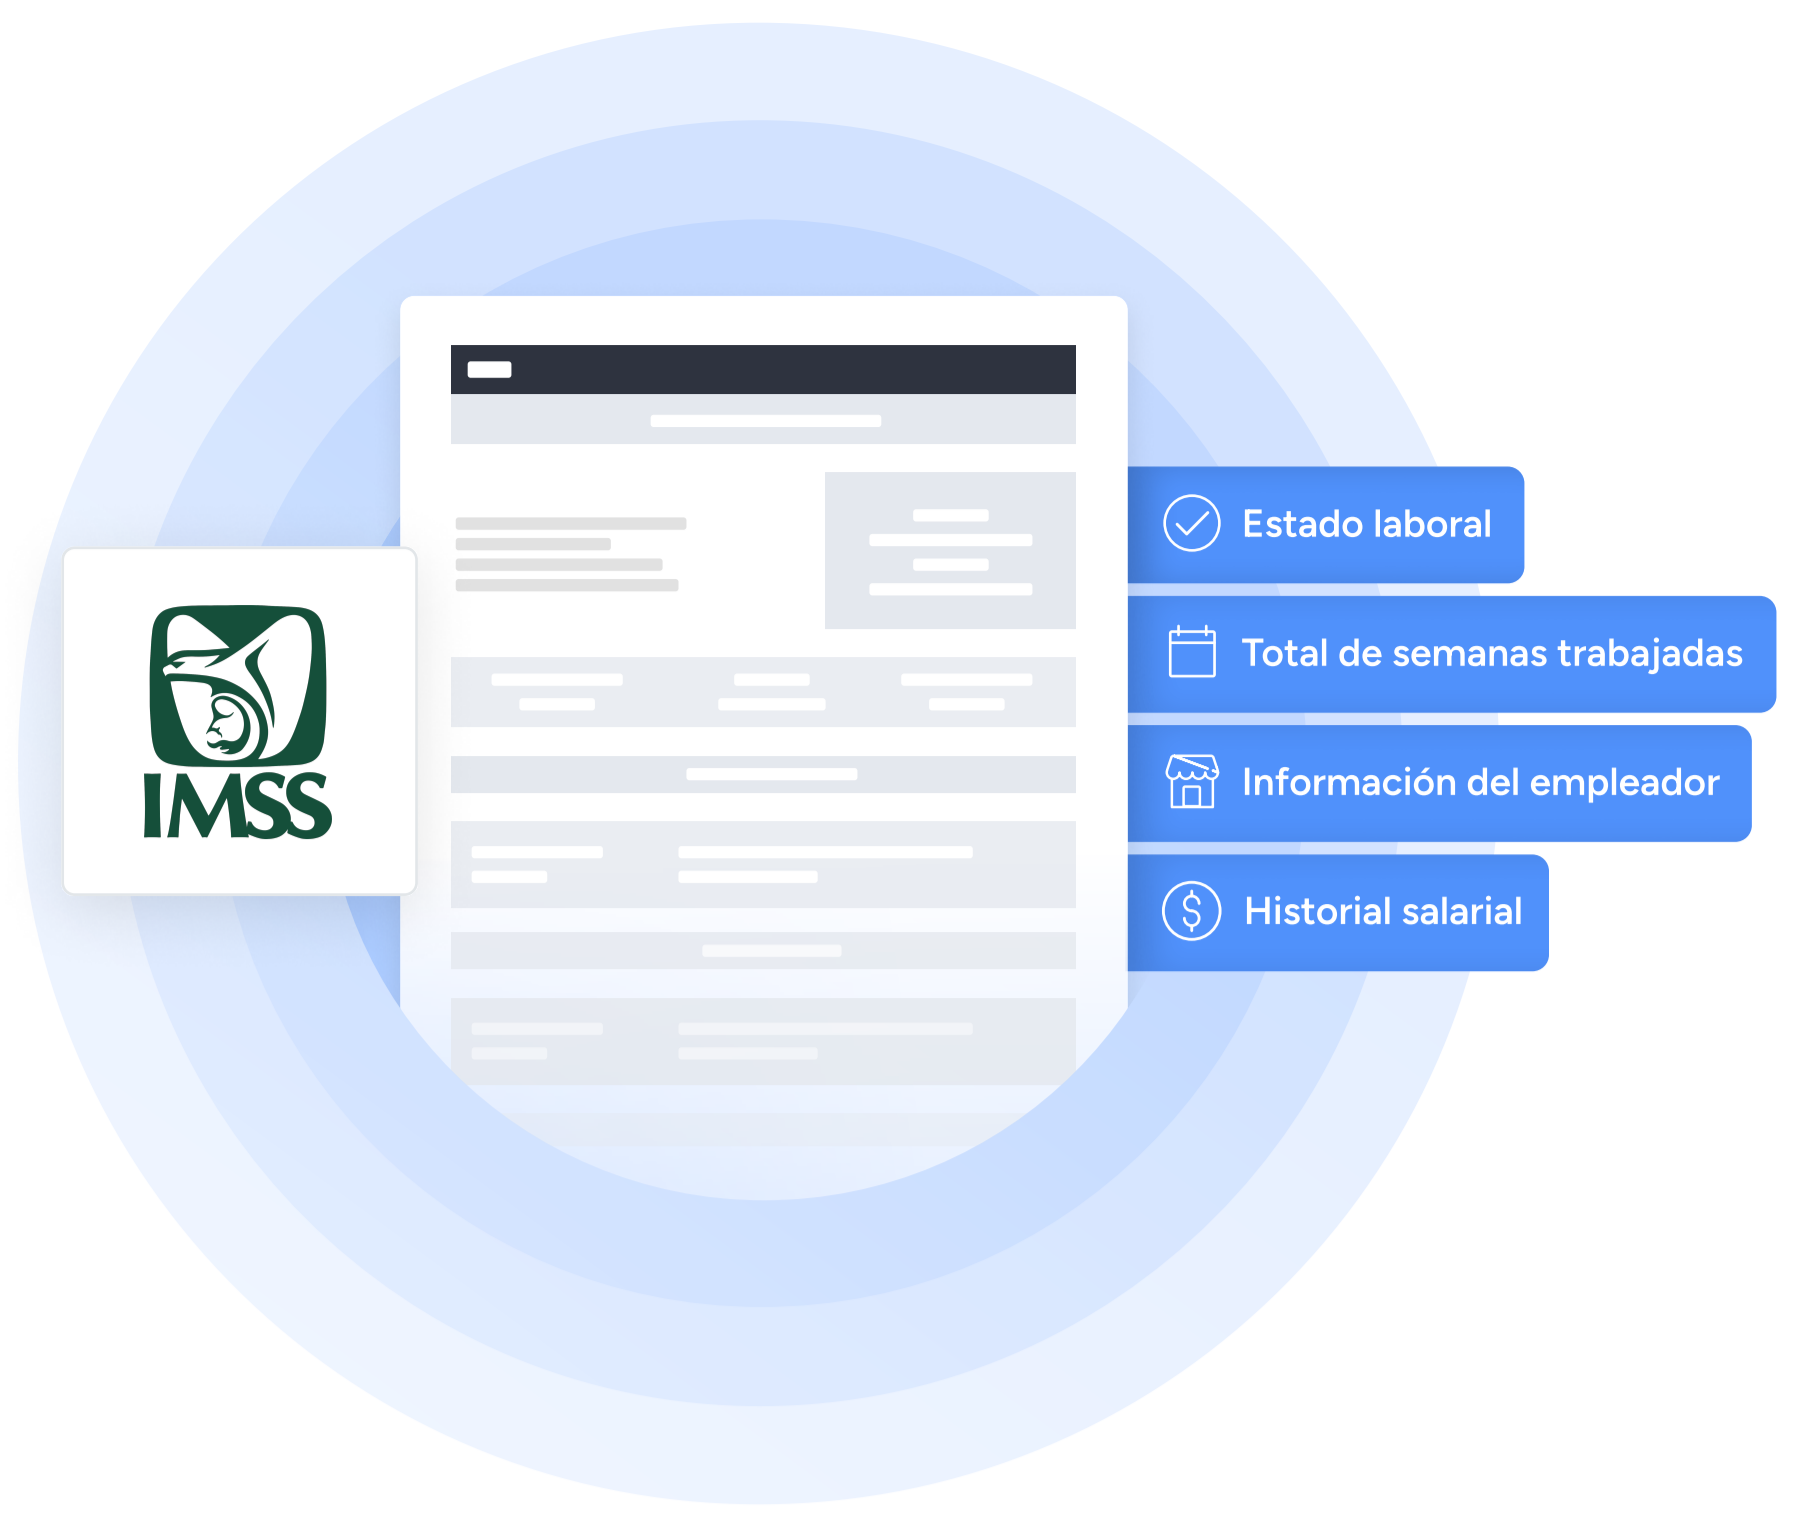 IMSS
Estado laboral
Total de semanas trabajadas
Información del empleador
Historial salarial